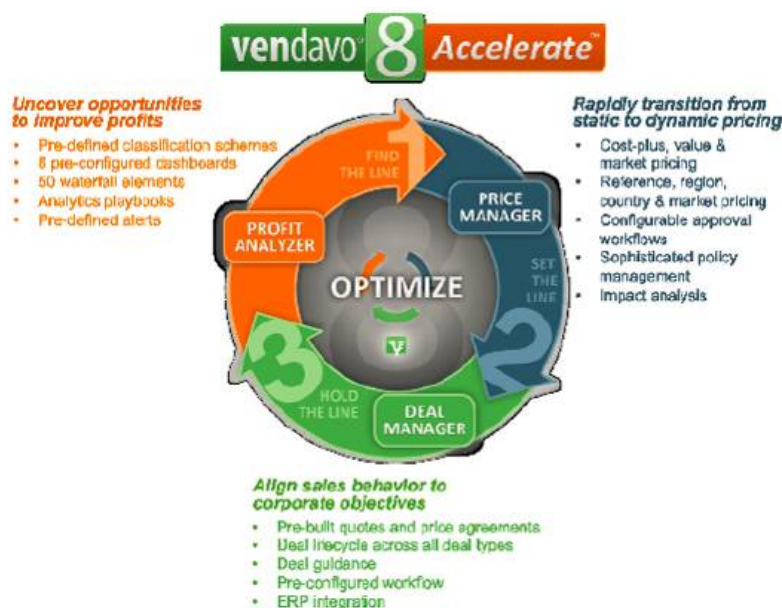 vendavo 8 Accelerate™
Uncover opportunities
to improve profits
• Pre-defined classification schemes
• 8 pre-configured dashboards
• 50 waterfall elements
• Analytics playbooks
• Pre-defined alerts
Rapidly transition from
static to dynamic pricing
• Cost-plus, value &
market pricing
• Reference, region,
country & market pricing
• Configurable approval
workflows
• Sophisticated policy
management
• Impact analysis
1
FIND
THE LINE
PROFIT
ANALYZER
PRICE
MANAGER
OPTIMIZE
SET
THE
LINE
2
3
HOLD
THE LINE
DEAL
MANAGER
Align sales behavior to
corporate objectives
• Pre-built quotes and price agreements
• Deal lifecycle across all deal types
• Deal guidance
• Pre-configured workflow
• ERP integration